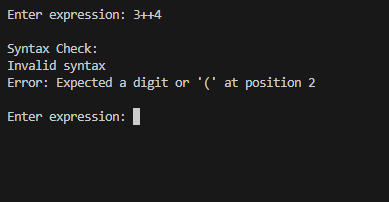 Enter expression: 3++4
Syntax Check:
Invalid syntax
Error: Expected a digit or '(' at position 2
Enter expression: